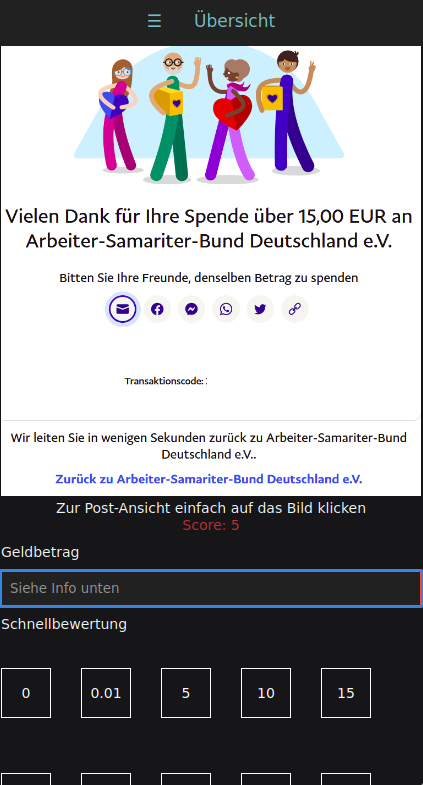 ☰ Übersicht
Vielen Dank für Ihre Spende über 15,00 EUR an
Arbeiter-Samariter-Bund Deutschland e.V.
Bitten Sie Ihre Freunde, denselben Betrag zu spenden
Transaktionscode:
Wir leiten Sie in wenigen Sekunden zurück zu Arbeiter-Samariter-Bund
Deutschland e.V..
Zurück zu Arbeiter-Samariter-Bund Deutschland e.V.
Zur Post-Ansicht einfach auf das Bild klicken
Score: 5
Geldbetrag
Siehe Info unten
Schnellbewertung
0 0.01 5 10 15